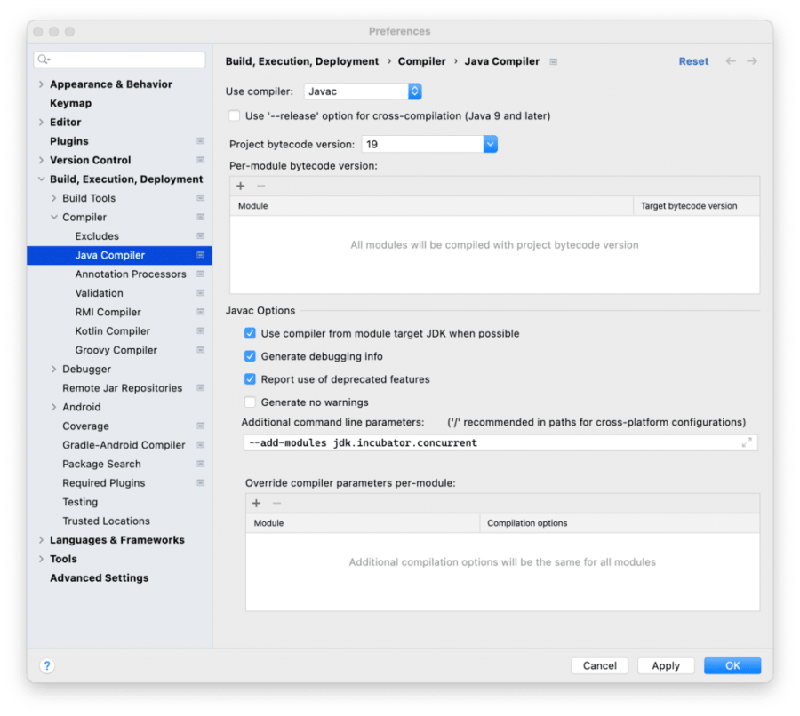 Preferences
Build, Execution, Deployment › Compiler › Java Compiler Reset
Appearance & Behavior
Keymap
Editor
Plugins
Version Control
Build, Execution, Deployment
Build Tools
Compiler
Excludes
Java Compiler
Annotation Processors
Validation
RMI Compiler
Kotlin Compiler
Groovy Compiler
Debugger
Remote Jar Repositories
Android
Coverage
Gradle-Android Compiler
Package Search
Required Plugins
Testing
Trusted Locations
Languages & Frameworks
Tools
Advanced Settings
Use compiler: Javac
Use '--release' option for cross-compilation (Java 9 and later)
Project bytecode version: 19
Per-module bytecode version:
+ −
Module Target bytecode version
All modules will be compiled with project bytecode version
Javac Options
Use compiler from module target JDK when possible
Generate debugging info
Report use of deprecated features
Generate no warnings
Additional command line parameters: ('/' recommended in paths for cross-platform configurations)
--add-modules jdk.incubator.concurrent
Override compiler parameters per-module:
+ −
Module Compilation options
Additional compilation options will be the same for all modules
? Cancel Apply OK